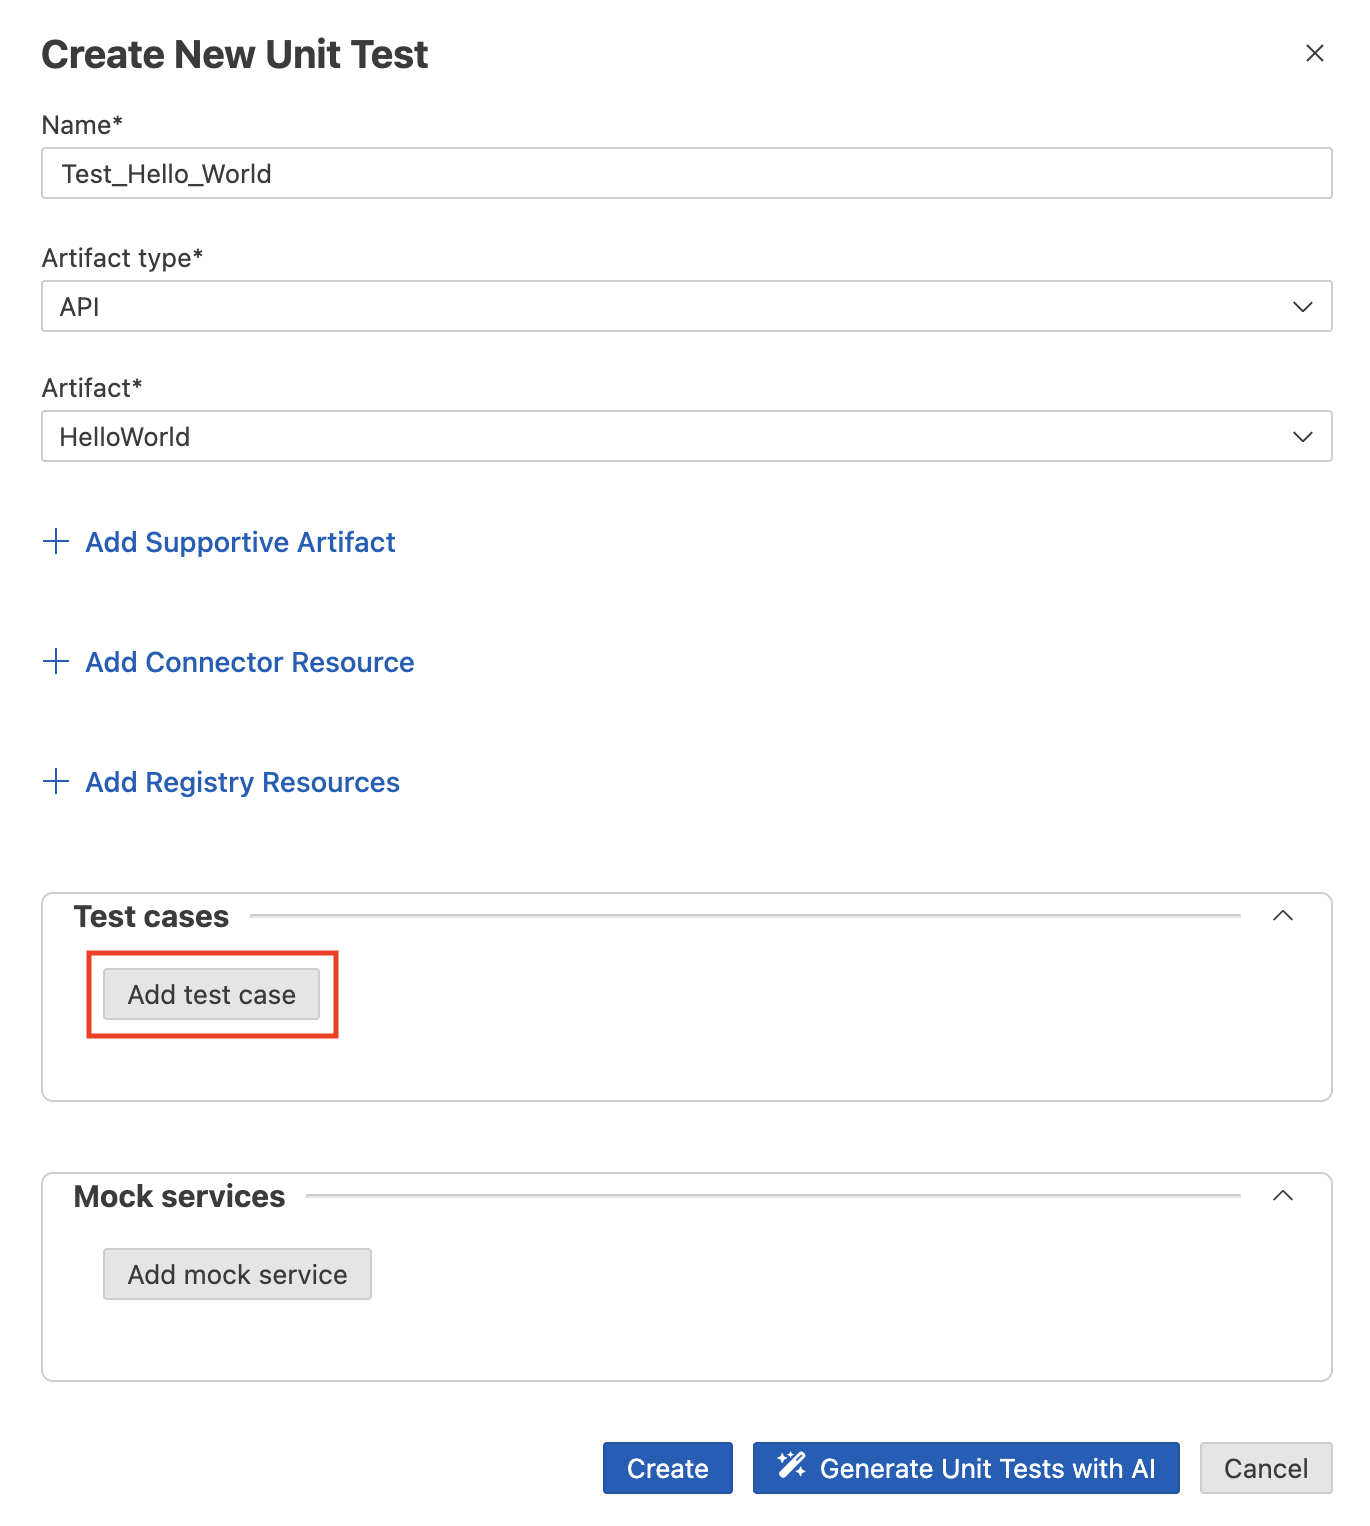 Create New Unit Test
Name*
Test_Hello_World
Artifact type*
API
Artifact*
HelloWorld
Add Supportive Artifact
Add Connector Resource
Add Registry Resources
Test cases
Add test case
Mock services
Add mock service
Create Generate Unit Tests with AI Cancel